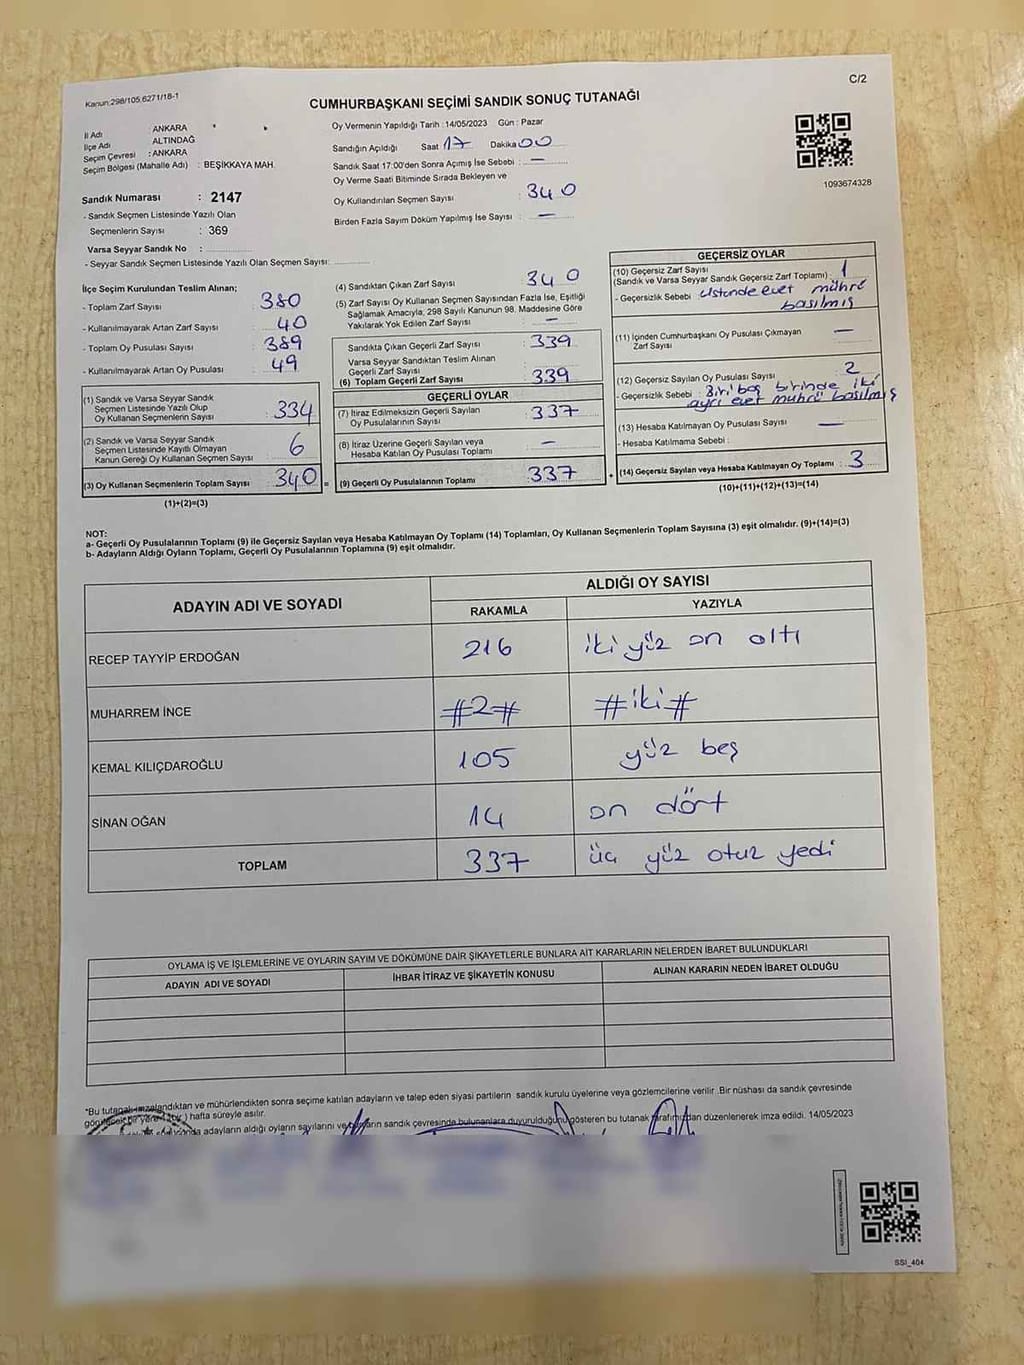 Kanun:298/105,6271/18-1
C/2
CUMHURBAŞKANI SEÇİMİ SANDIK SONUÇ TUTANAĞI
İl Adı ANKARA
İlçe Adı ALTINDAĞ
Seçim Çevresi : ANKARA
Seçim Bölgesi (Mahalle Adı) : BEŞİKKAYA MAH.
Sandık Numarası : 2147
- Sandık Seçmen Listesinde Yazılı Olan
Seçmenlerin Sayısı : 369
Varsa Seyyar Sandık No :
- Seyyar Sandık Seçmen Listesinde Yazılı Olan Seçmen Sayısı:
Oy Vermenin Yapıldığı Tarih : 14/05/2023 Gün : Pazar
Sandığın Açıldığı Saat 17 Dakika 00
Sandık Saat 17:00'den Sonra Açımış İse Sebebi : —
Oy Verme Saati Bitiminde Sırada Bekleyen ve
Oy Kullandırılan Seçmen Sayısı : 340
Birden Fazla Sayım Döküm Yapılmış İse Sayısı : —
1093674328
İlçe Seçim Kurulundan Teslim Alınan;
- Toplam Zarf Sayısı : 380
- Kullanılmayarak Artan Zarf Sayısı : 40
- Toplam Oy Pusulası Sayısı : 389
- Kullanılmayarak Artan Oy Pusulası : 49
(1) Sandık ve Varsa Seyyar Sandık
Seçmen Listesinde Yazılı Olup
Oy Kullanan Seçmenlerin Sayısı : 334
(2) Sandık ve Varsa Seyyar Sandık
Seçmen Listesinde Kayıtlı Olmayan
Kanun Gereği Oy Kullanan Seçmen Sayısı : 6
(3) Oy Kullanan Seçmenlerin Toplam Sayısı : 340 =
(1)+(2)=(3)
(4) Sandıktan Çıkan Zarf Sayısı : 340
(5) Zarf Sayısı Oy Kullanan Seçmen Sayısından Fazla İse, Eşitliği
Sağlamak Amacıyla, 298 Sayılı Kanunun 98. Maddesine Göre
Yakılarak Yok Edilen Zarf Sayısı : —
Sandıkta Çıkan Geçerli Zarf Sayısı : 339
Varsa Seyyar Sandıktan Teslim Alınan
Geçerli Zarf Sayısı :
(6) Toplam Geçerli Zarf Sayısı : 339
GEÇERLİ OYLAR
(7) İtiraz Edilmeksizin Geçerli Sayılan
Oy Pusulalarının Sayısı : 337
(8) İtiraz Üzerine Geçerli Sayılan veya
Hesaba Katılan Oy Pusulası Toplamı : —
(9) Geçerli Oy Pusulalarının Toplamı : 337 +
GEÇERSİZ OYLAR
(10) Geçersiz Zarf Sayısı
(Sandık ve Varsa Seyyar Sandık Geçersiz Zarf Toplamı) : 1
- Geçersizlik Sebebi : Üstünde evet mührü
basılmış
(11) İçinden Cumhurbaşkanı Oy Pusulası Çıkmayan
Zarf Sayısı : —
(12) Geçersiz Sayılan Oy Pusulası Sayısı : 2
- Geçersizlik Sebebi : Biri boş birinde iki
ayrı evet mührü basılmış
(13) Hesaba Katılmayan Oy Pusulası Sayısı : —
- Hesaba Katılmama Sebebi :
(14) Geçersiz Sayılan veya Hesaba Katılmayan Oy Toplamı : 3
(10)+(11)+(12)+(13)=(14)
NOT:
a- Geçerli Oy Pusulalarının Toplamı (9) ile Geçersiz Sayılan veya Hesaba Katılmayan Oy Toplamı (14) Toplamları, Oy Kullanan Seçmenlerin Toplam Sayısına (3) eşit olmalıdır. (9)+(14)=(3)
b- Adayların Aldığı Oyların Toplamı, Geçerli Oy Pusulalarının Toplamına (9) eşit olmalıdır.
ADAYIN ADI VE SOYADI ALDIĞI OY SAYISI
RAKAMLA YAZIYLA
RECEP TAYYİP ERDOĞAN 216 iki yüz on altı
MUHARREM İNCE #2# #iki#
KEMAL KILIÇDAROĞLU 105 yüz beş
SİNAN OĞAN 14 on dört
TOPLAM 337 üç yüz otuz yedi
OYLAMA İŞ VE İŞLEMLERİNE VE OYLARIN SAYIM VE DÖKÜMÜNE DAİR ŞİKAYETLERLE BUNLARA AİT KARARLARIN NELERDEN İBARET BULUNDUKLARI
ADAYIN ADI VE SOYADI İHBAR İTİRAZ VE ŞİKAYETİN KONUSU ALINAN KARARIN NEDEN İBARET OLDUĞU
*Bu tutanak imzalandıktan ve mühürlendikten sonra seçime katılan adayların ve talep eden siyasi partilerin sandık kurulu üyelerine veya gözlemcilerine verilir .Bir nüshası da sandık çevresinde
görülebilir bir yere 1 (bir) hafta süreyle asılır.
adayların aldığı oyların sayılarını ve bunların sandık çevresinde bulunanlara duyurulduğunu gösteren bu tutanak tarafımızdan düzenlenerek imza edildi. 14/05/2023
SSI_404